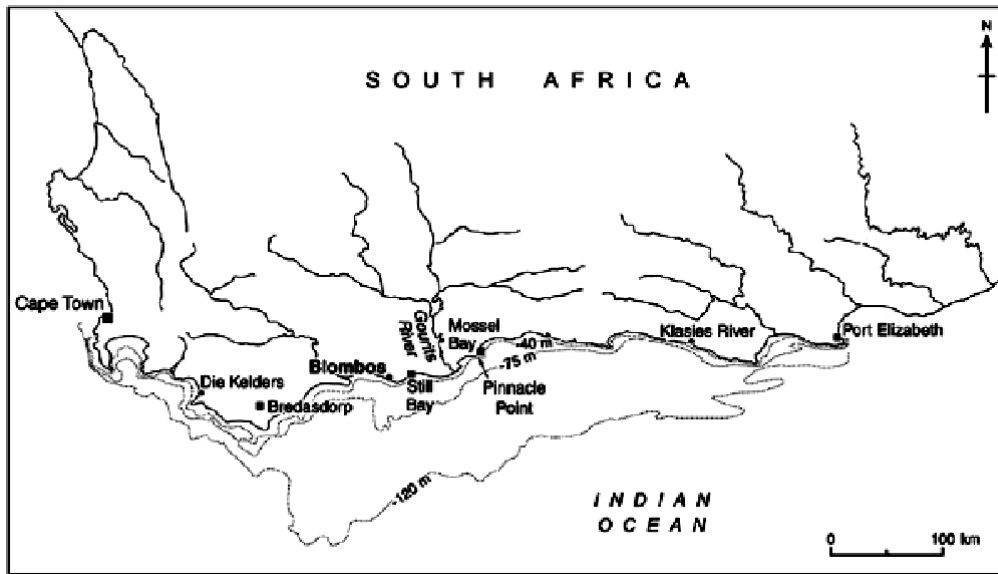 N
SOUTH AFRICA
Cape Town
Gourits
River
Mossel
Bay
-40 m
Klasies River
Port Elizabeth
-75 m
Blombos
Die Kelders
Still
Bay
Pinnacle
Point
Bredasdorp
-120 m
INDIAN
OCEAN
0
100 km